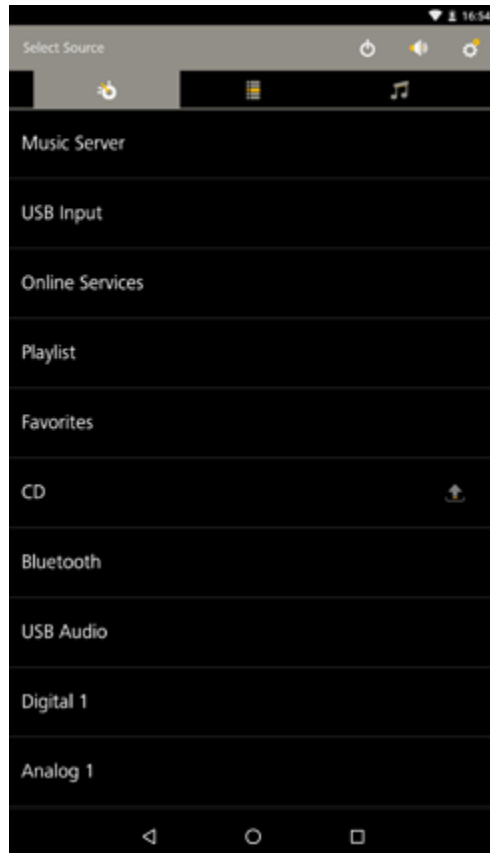 16:54
Select Source
Music Server
USB Input
Online Services
Playlist
Favorites
CD
Bluetooth
USB Audio
Digital 1
Analog 1